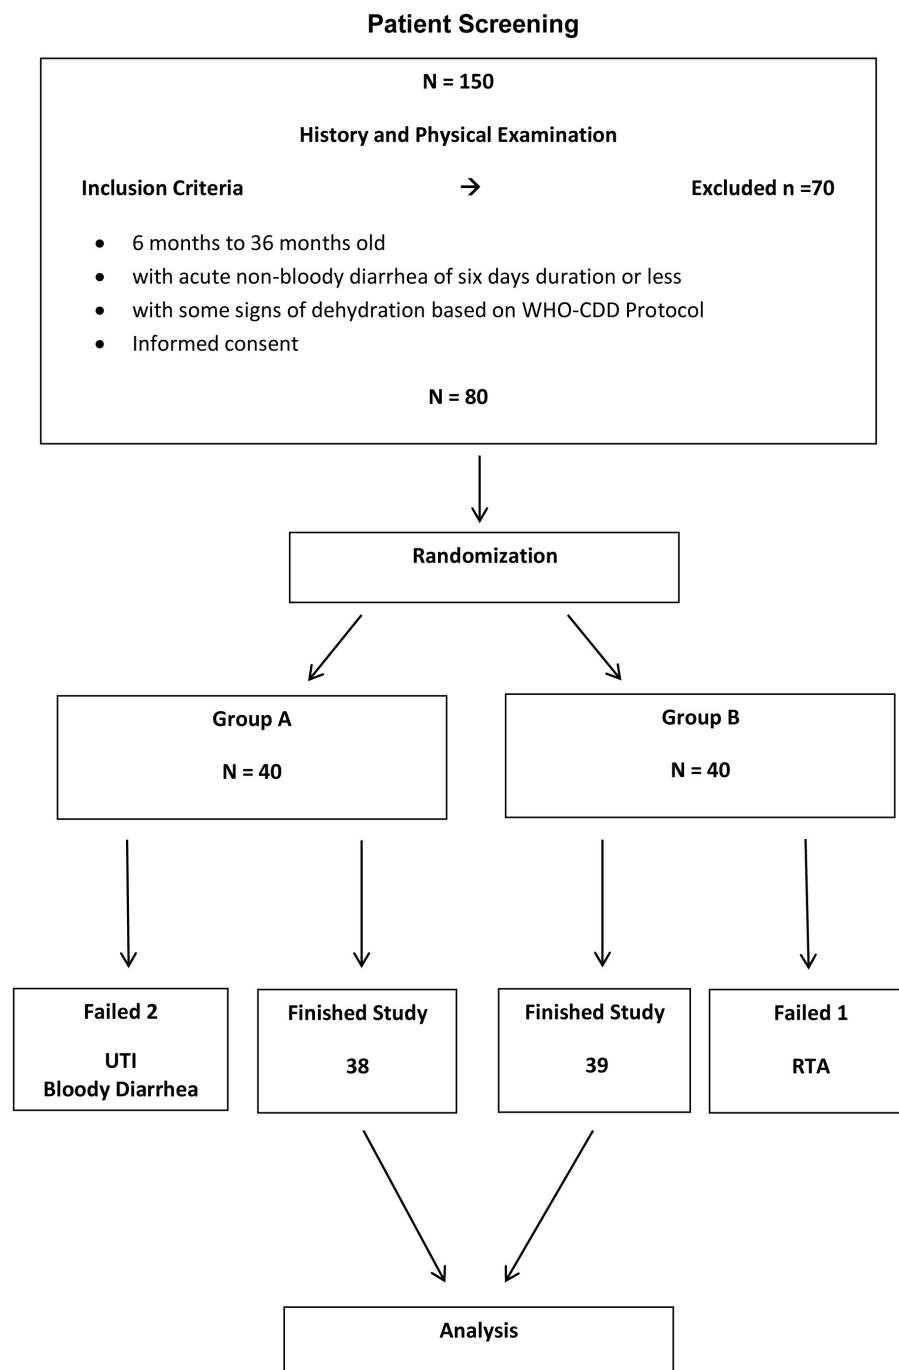 Patient Screening
N = 150
History and Physical Examination
Inclusion Criteria → Excluded n =70
• 6 months to 36 months old
• with acute non-bloody diarrhea of six days duration or less
• with some signs of dehydration based on WHO-CDD Protocol
• Informed consent
N = 80
Randomization
Group A
N = 40
Group B
N = 40
Failed 2
UTI
Bloody Diarrhea
Finished Study
38
Finished Study
39
Failed 1
RTA
Analysis